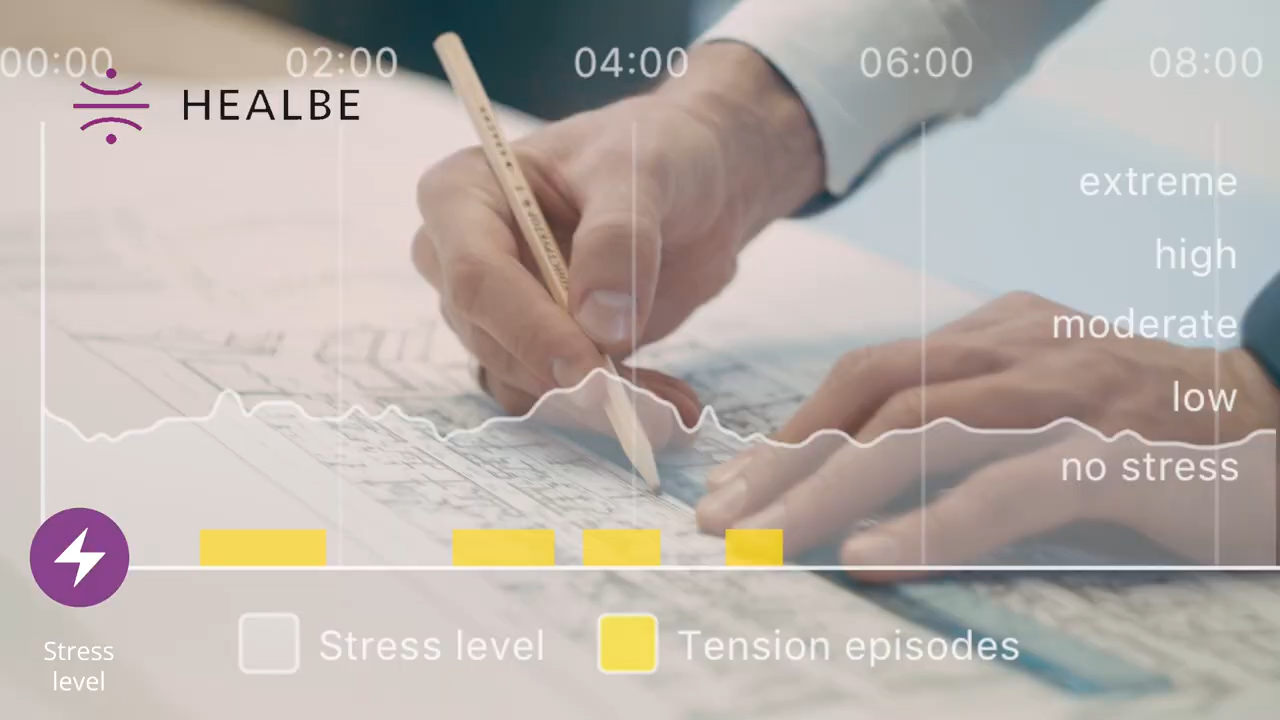 00:00 02:00 04:00 06:00 08:00
HEALBE
extreme
high
moderate
low
no stress
Stress level
Tension episodes
Stress
level